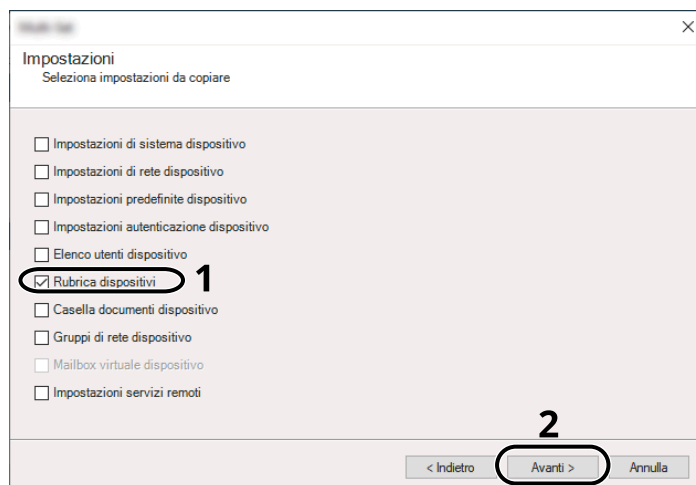 Impostazioni
Seleziona impostazioni da copiare
Impostazioni di sistema dispositivo
Impostazioni di rete dispositivo
Impostazioni predefinite dispositivo
Impostazioni autenticazione dispositivo
Elenco utenti dispositivo
Rubrica dispositivi 1
Casella documenti dispositivo
Gruppi di rete dispositivo
Mailbox virtuale dispositivo
Impostazioni servizi remoti
2
< Indietro Avanti > Annulla